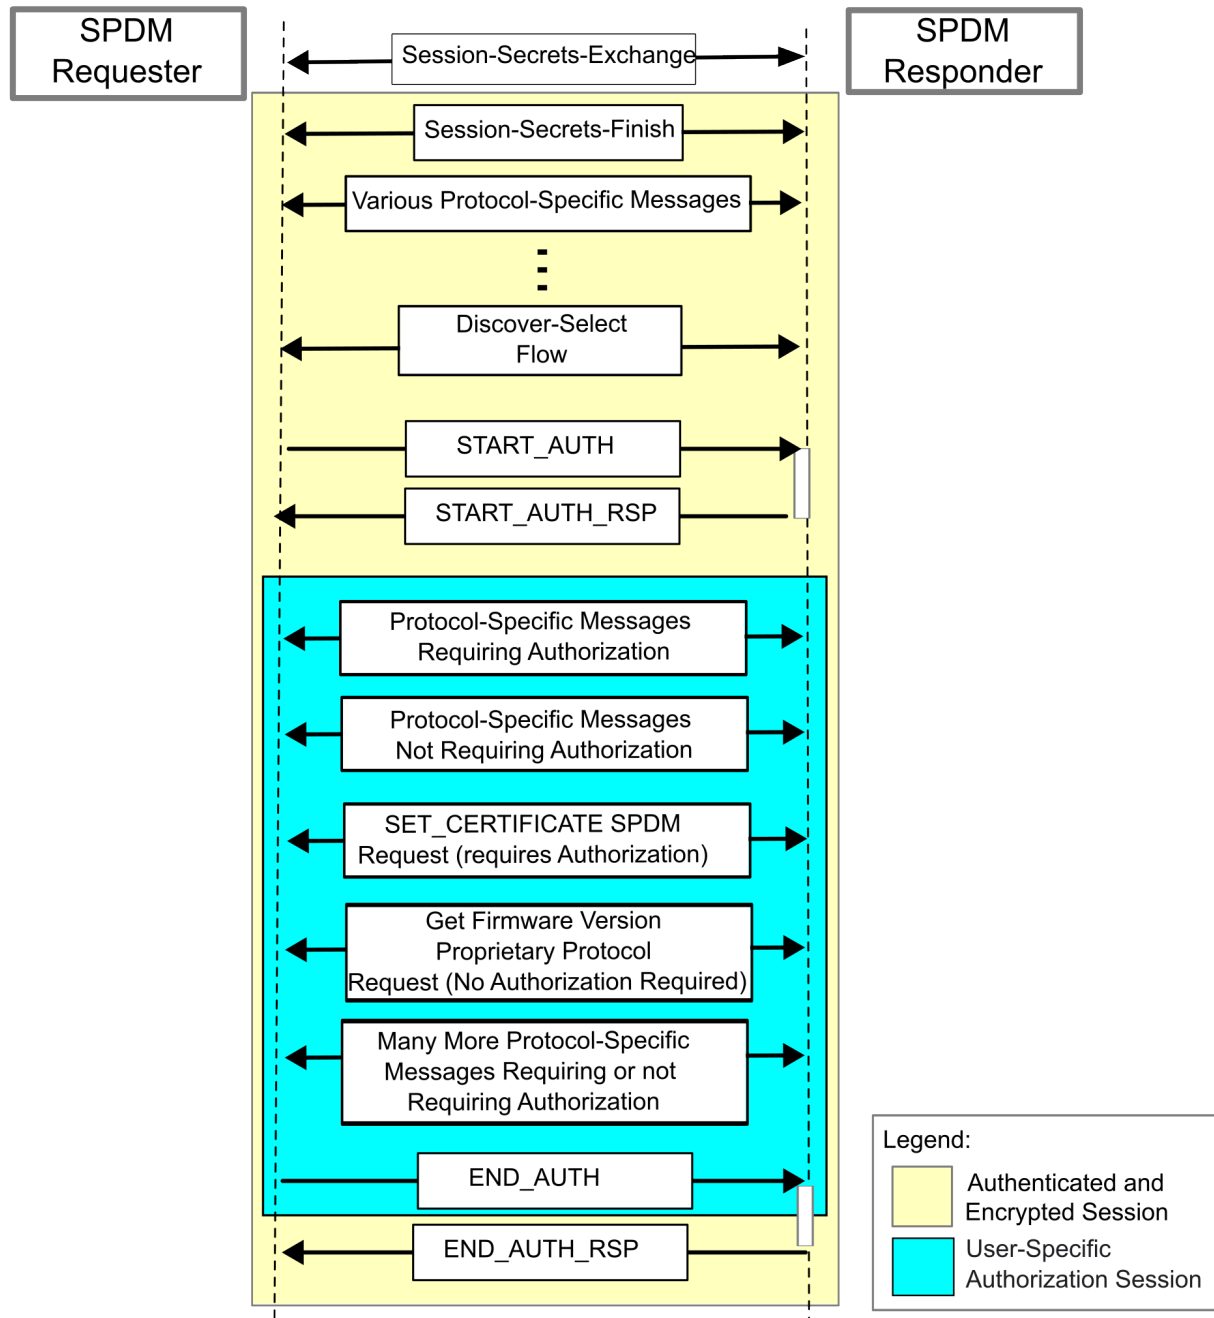 SPDM
Requester
SPDM
Responder
Session-Secrets-Exchange
Session-Secrets-Finish
Various Protocol-Specific Messages
Discover-Select
Flow
START_AUTH
START_AUTH_RSP
Protocol-Specific Messages
Requiring Authorization
Protocol-Specific Messages
Not Requiring Authorization
SET_CERTIFICATE SPDM
Request (requires Authorization)
Get Firmware Version
Proprietary Protocol
Request (No Authorization Required)
Many More Protocol-Specific
Messages Requiring or not
Requiring Authorization
END_AUTH
END_AUTH_RSP
Legend:
Authenticated and
Encrypted Session
User-Specific
Authorization Session